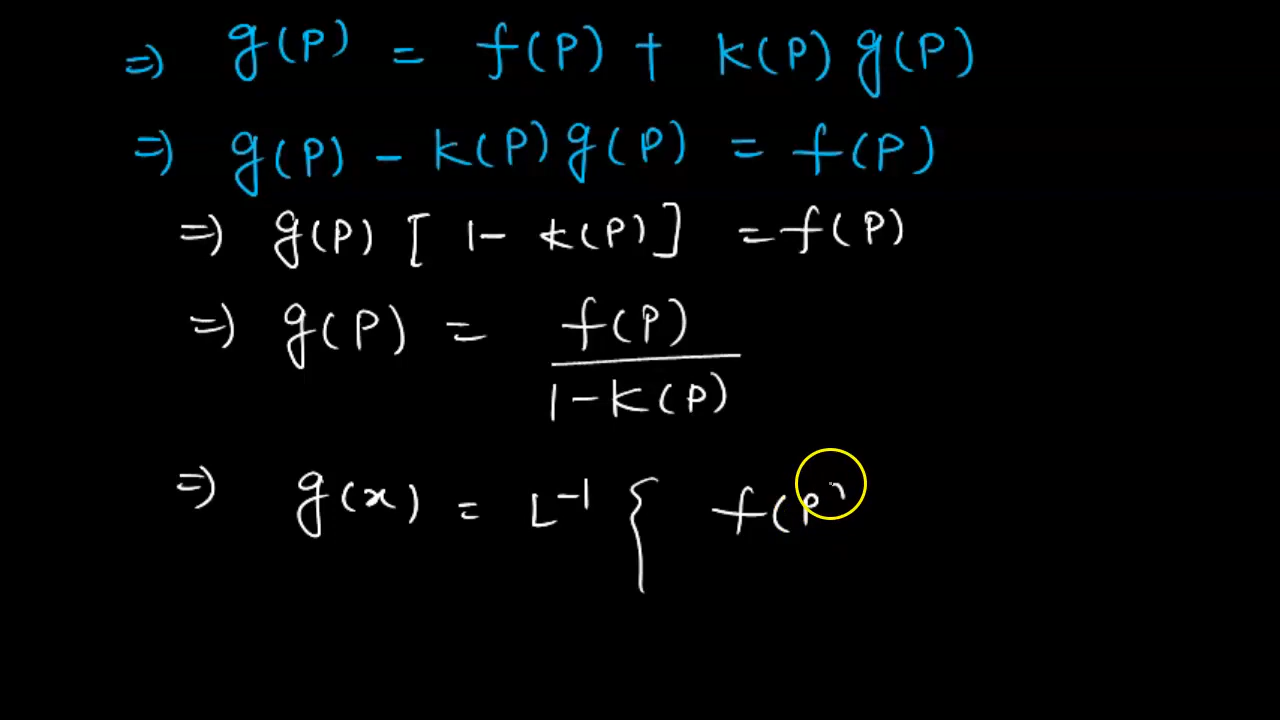 ⇒ g(P) = f(P) + K(P) g(P)
⇒ g(P) - K(P) g(P) = f(P)
⇒ g(P) [ 1 - K(P) ] = f(P)
⇒ g(P) = f(P) / 1 - K(P)
⇒ g(x) = L⁻¹ { f(P)